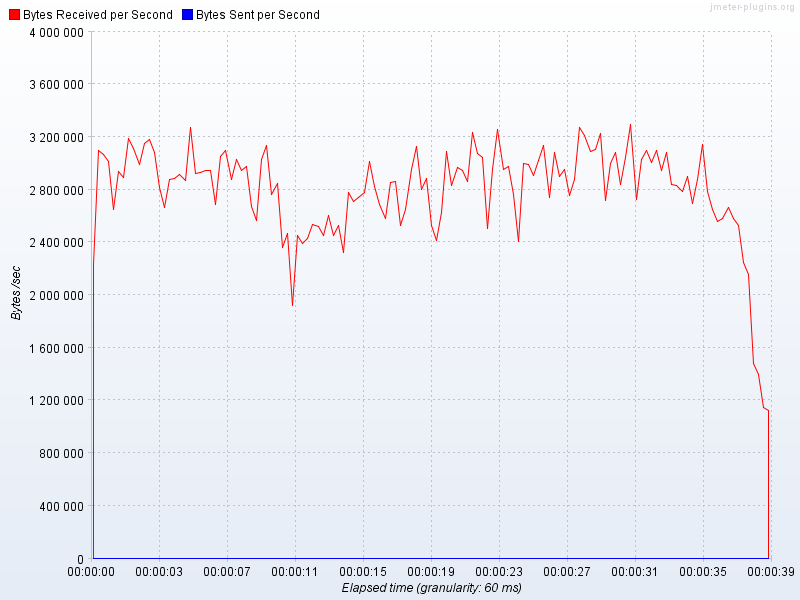 jmeter-plugins.org
Bytes Received per Second Bytes Sent per Second
4 000 000
3 600 000
3 200 000
2 800 000
2 400 000
2 000 000
1 600 000
1 200 000
800 000
400 000
0
Bytes /sec
00:00:00 00:00:03 00:00:07 00:00:11 00:00:15 00:00:19 00:00:23 00:00:27 00:00:31 00:00:35 00:00:39
Elapsed time (granularity: 60 ms)